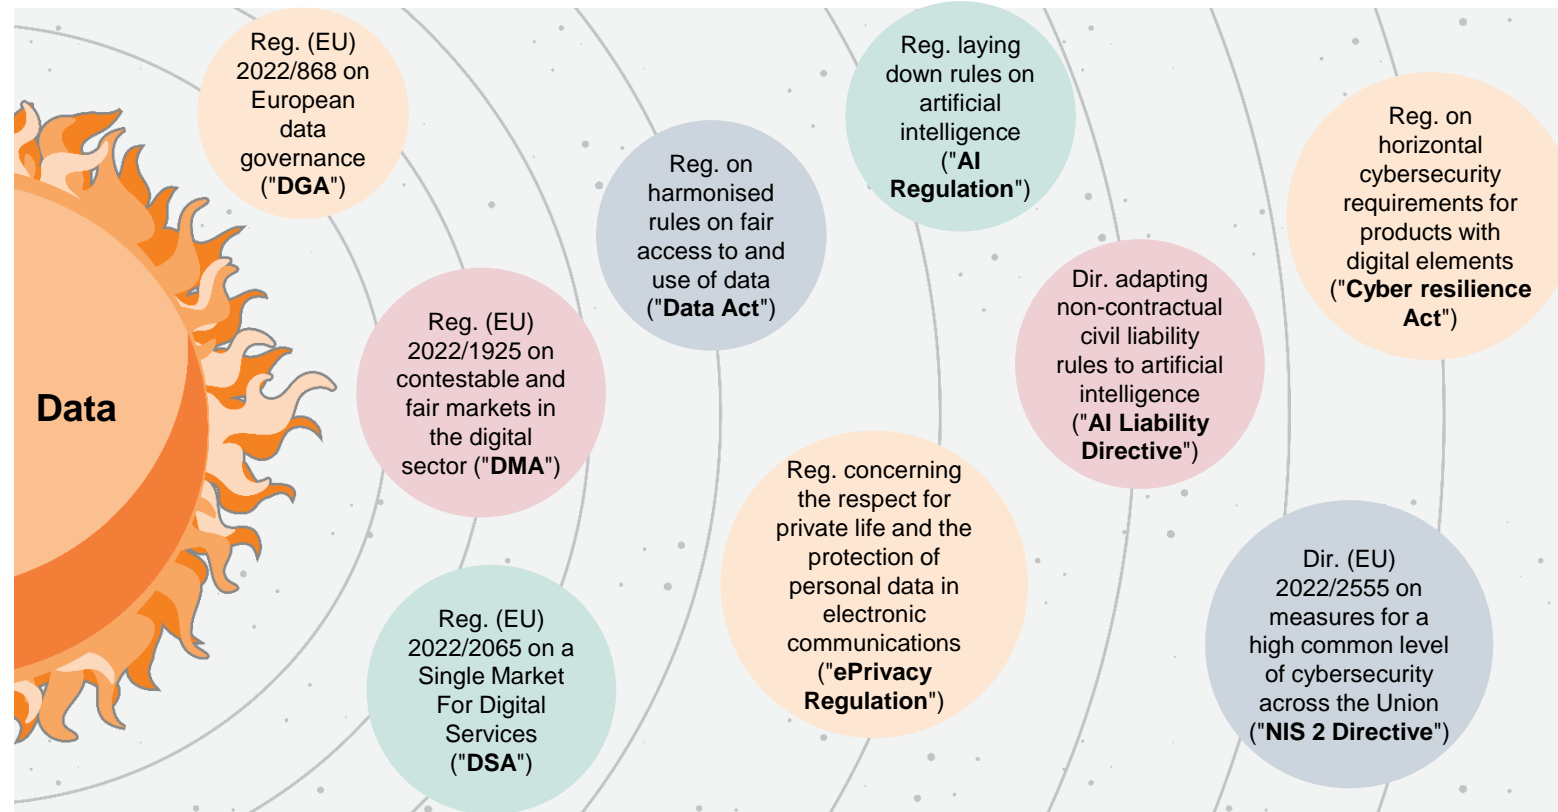 Data
Reg. (EU)
2022/868 on
European
data
governance
("DGA")
Reg. (EU)
2022/1925 on
contestable and
fair markets in
the digital
sector ("DMA")
Reg. (EU)
2022/2065 on a
Single Market
For Digital
Services
("DSA")
Reg. on
harmonised
rules on fair
access to and
use of data
("Data Act")
Reg. concerning
the respect for
private life and the
protection of
personal data in
electronic
communications
("ePrivacy
Regulation")
Reg. laying
down rules on
artificial
intelligence
("AI
Regulation")
Dir. adapting
non-contractual
civil liability
rules to artificial
intelligence
("AI Liability
Directive")
Reg. on
horizontal
cybersecurity
requirements for
products with
digital elements
("Cyber resilience
Act")
Dir. (EU)
2022/2555 on
measures for a
high common level
of cybersecurity
across the Union
("NIS 2 Directive")